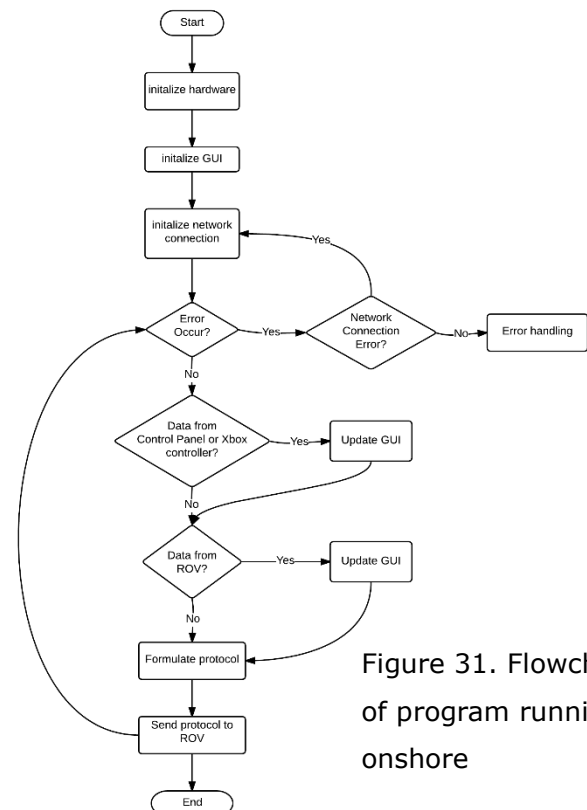 Start
initalize hardware
initalize GUI
initalize network
connection
Yes
Error
Occur?
Yes
Network
Connection
Error?
No
Error handling
No
Data from
Control Panel or Xbox
controller?
Yes
Update GUI
No
Data from
ROV?
Yes
Update GUI
No
Formulate protocol
Send protocol to
ROV
End
Figure 31. Flowch
of program runni
onshore